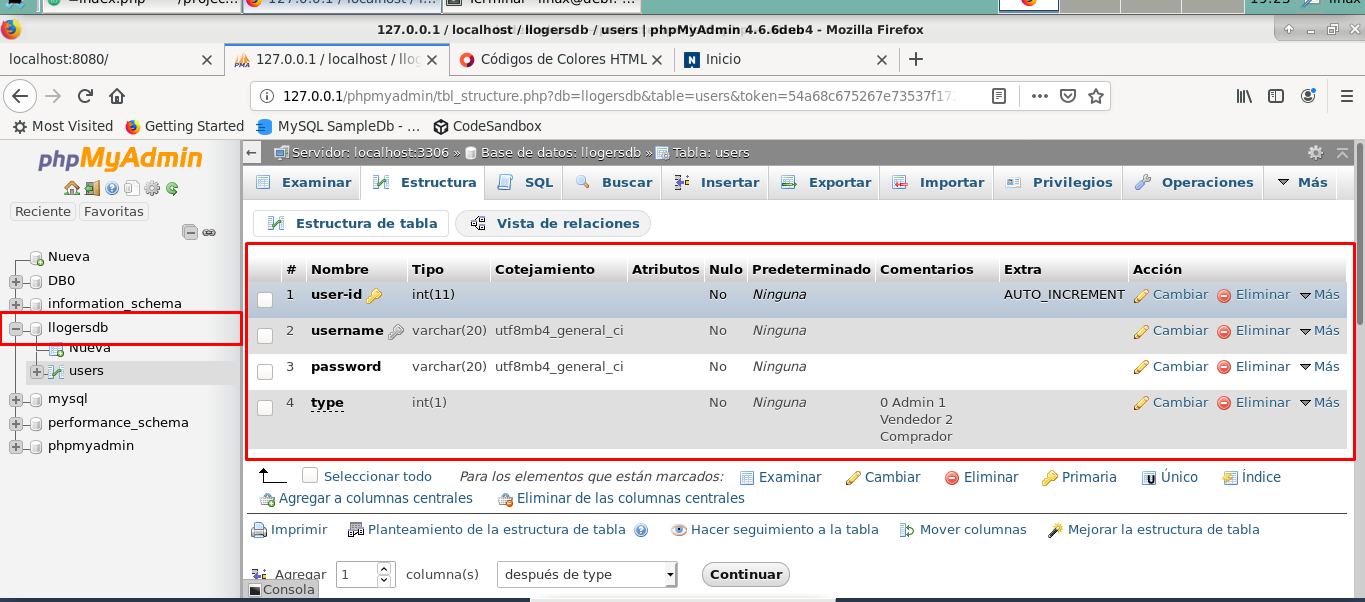 127.0.0.1 / localhost / llogersdb / users | phpMyAdmin 4.6.6deb4 - Mozilla Firefox
localhost:8080/
127.0.0.1 / localhost / llog
Códigos de Colores HTML
Inicio
127.0.0.1/phpmyadmin/tbl_structure.php?db=llogersdb&table=users&token=54a68c675267e73537f17
Most Visited
Getting Started
MySQL SampleDb - …
CodeSandbox
phpMyAdmin
Reciente
Favoritas
Nueva
DB0
information_schema
llogersdb
Nueva
users
mysql
performance_schema
phpmyadmin
Servidor: localhost:3306 » Base de datos: llogersdb » Tabla: users
Examinar Estructura SQL Buscar Insertar Exportar Importar Privilegios Operaciones Más
Estructura de tabla Vista de relaciones
# Nombre Tipo Cotejamiento Atributos Nulo Predeterminado Comentarios Extra Acción
1 user-id int(11) No Ninguna AUTO_INCREMENT Cambiar Eliminar Más
2 username varchar(20) utf8mb4_general_ci No Ninguna Cambiar Eliminar Más
3 password varchar(20) utf8mb4_general_ci No Ninguna Cambiar Eliminar Más
4 type int(1) No Ninguna 0 Admin 1 Cambiar Eliminar Más
Vendedor 2
Comprador
Seleccionar todo Para los elementos que están marcados: Examinar Cambiar Eliminar Primaria Único Índice
Agregar a columnas centrales Eliminar de las columnas centrales
Imprimir Planteamiento de la estructura de tabla Hacer seguimiento a la tabla Mover columnas Mejorar la estructura de tabla
Agregar 1 columna(s) después de type Continuar
Consola